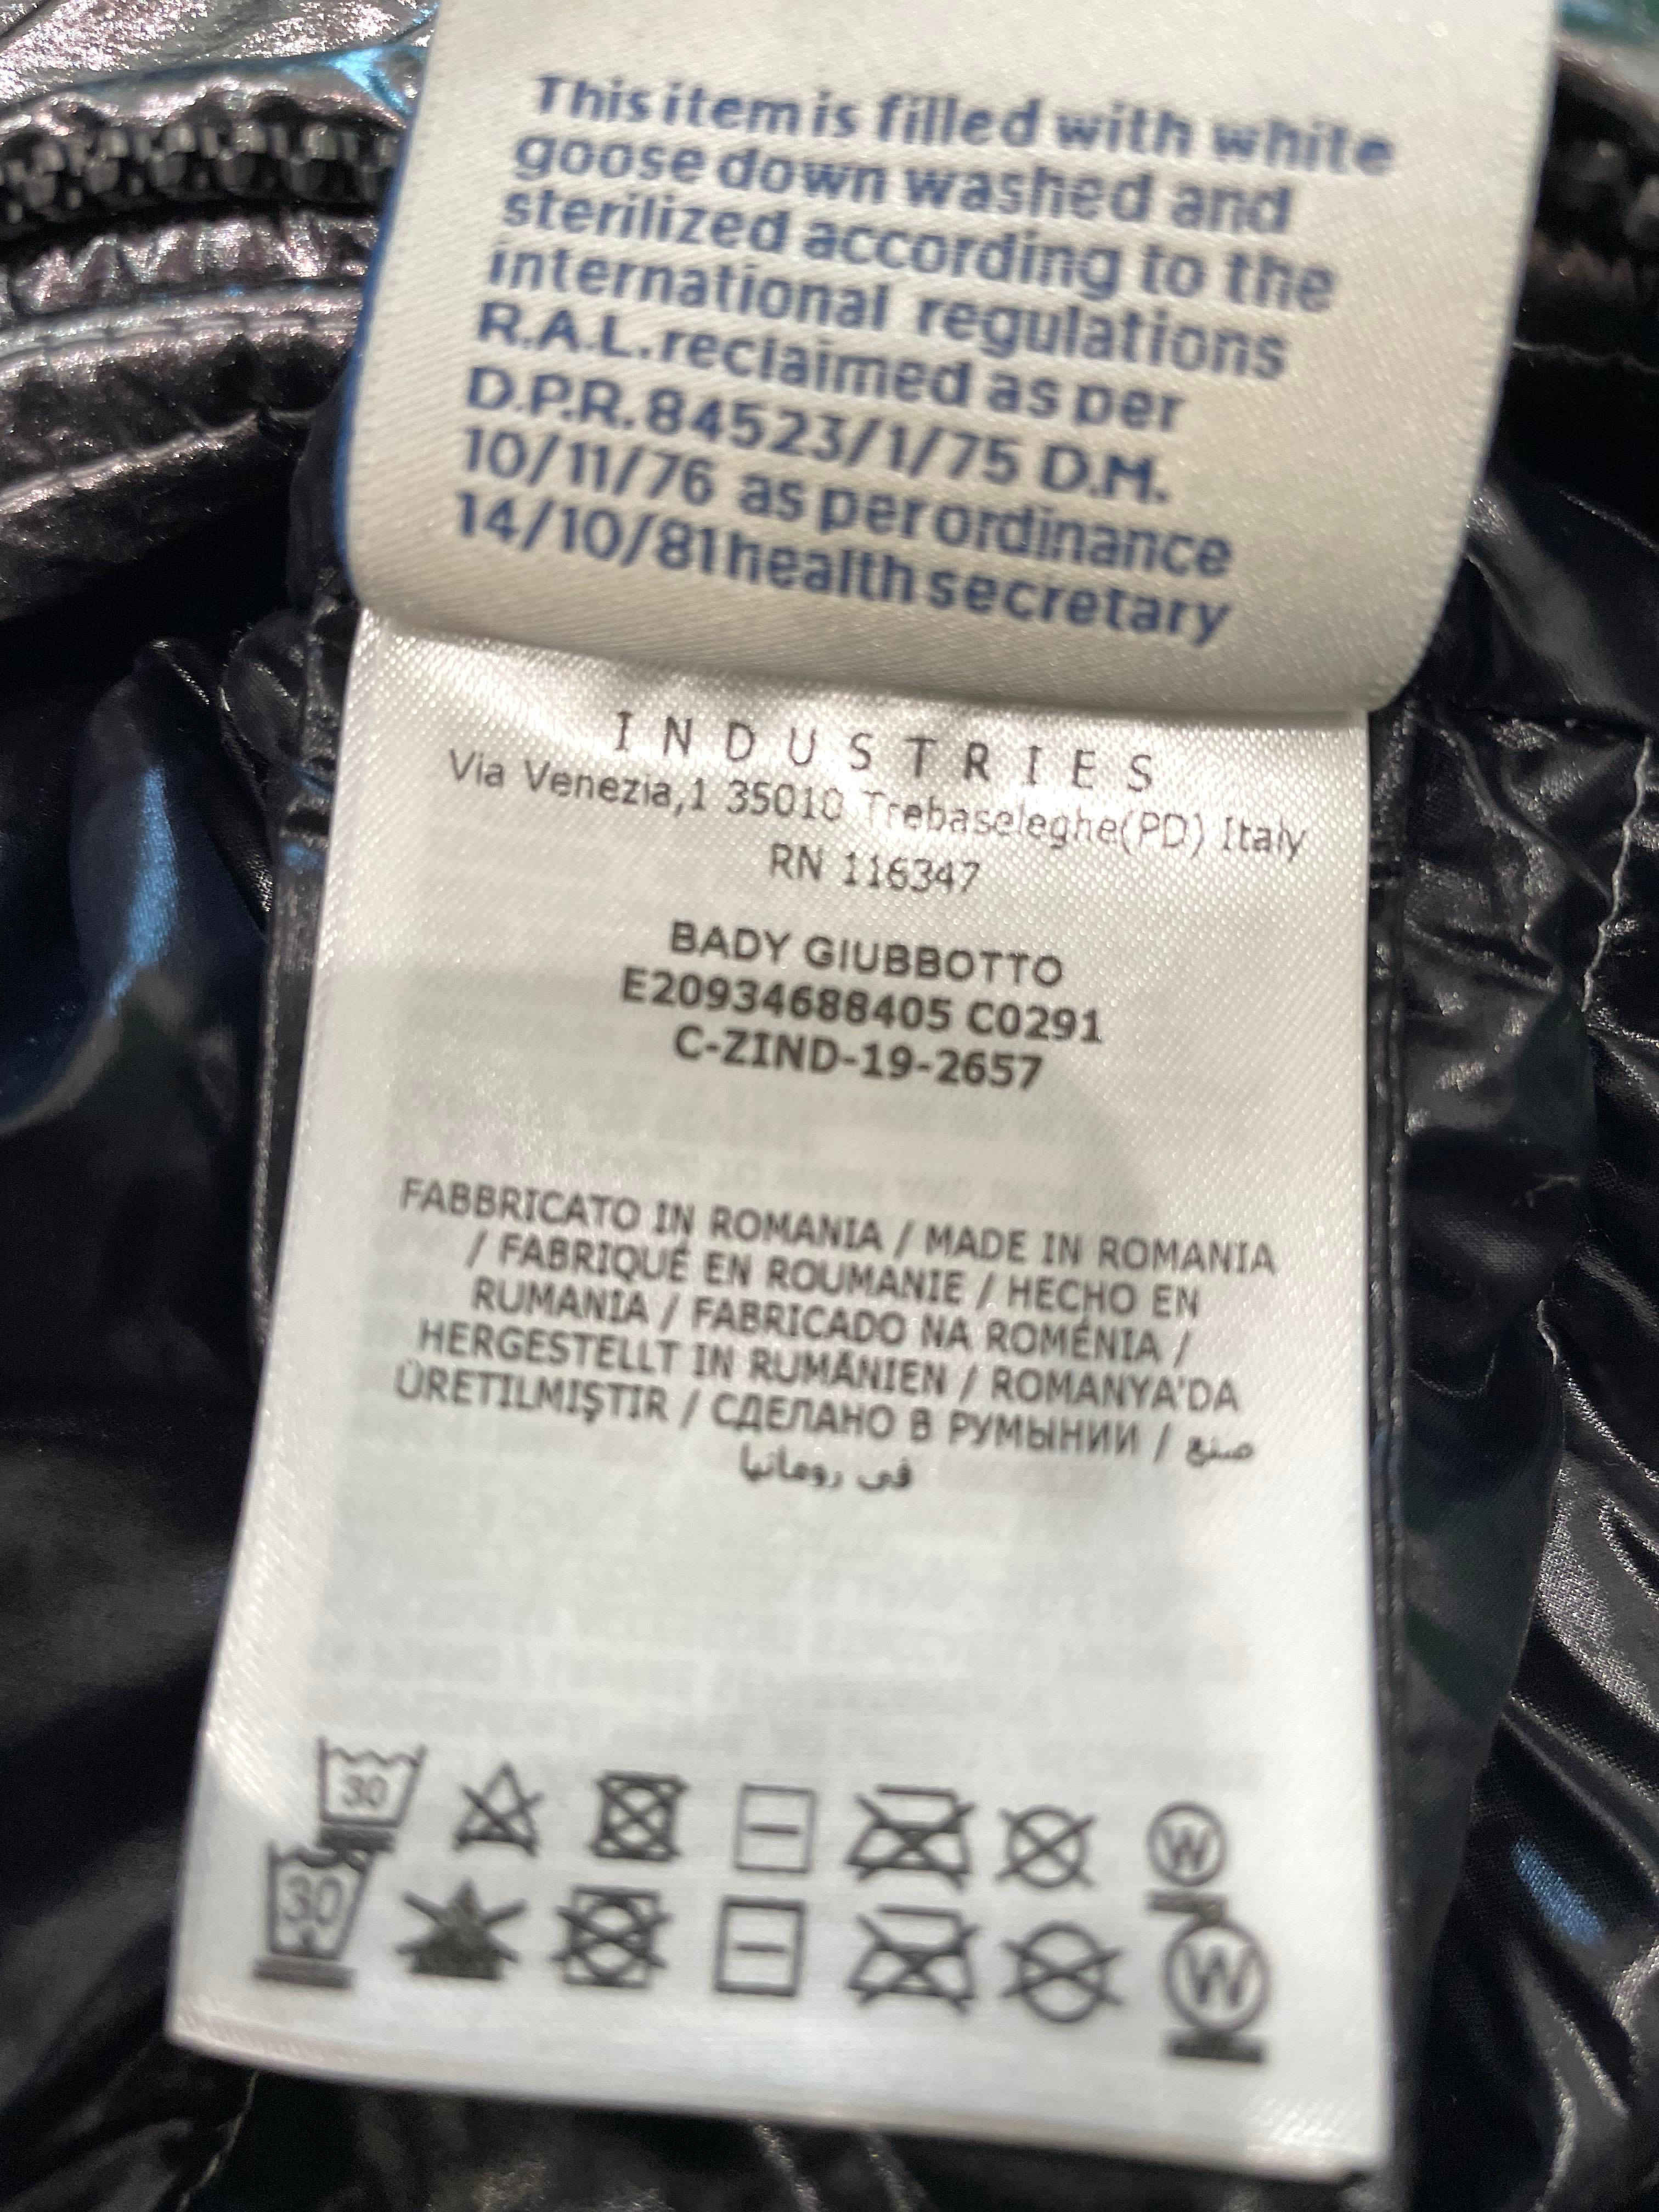 This item is filled with white
goose down washed and
sterilized according to the
international regulations
R.A.L. reclaimed as per
D.P.R. 84523/1/75 D.M.
10/11/76 as per ordinance
14/10/81 health secretary
INDUSTRIES
Via Venezia,1 35010 Trebaseleghe(PD) Italy
RN 116347
BADY GIUBBOTTO
E20934688405 C0291
C-ZIND-19-2657
FABBRICATO IN ROMANIA / MADE IN ROMANIA
/ FABRIQUÉ EN ROUMANIE / HECHO EN
RUMANIA / FABRICADO NA ROMÉNIA /
HERGESTELLT IN RUMÄNIEN / ROMANYA'DA
ÜRETILMIŞTIR / СДЕЛАНО В РУМЫНИИ / صنع
في رومانيا
30
W
30
W